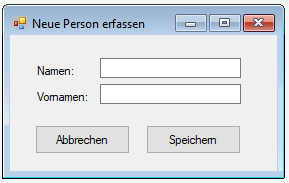 Neue Person erfassen
Namen:
Vornamen:
Abbrechen Speichern